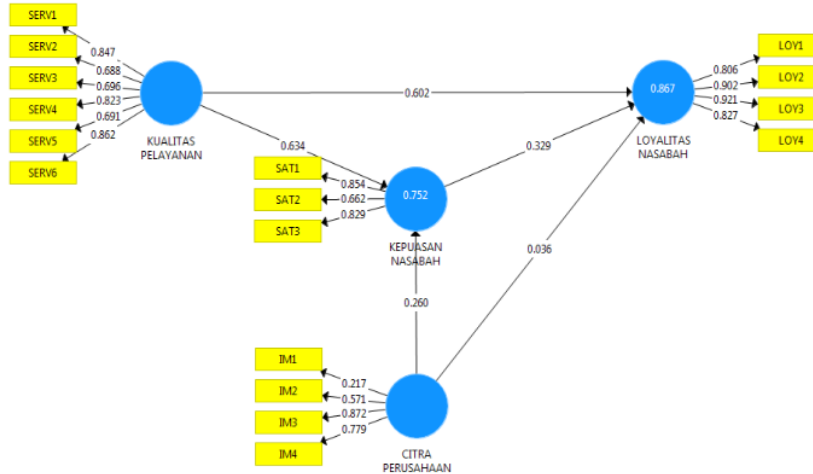 SERV1
SERV2
SERV3
SERV4
SERV5
SERV6
0.847
0.688
0.696
0.823
0.691
0.862
KUALITAS
PELAYANAN
0.602
0.634
SAT1
SAT2
SAT3
0.854
0.662
0.829
0.752
KEPUASAN
NASABAH
0.329
0.867
LOYALITAS
NASABAH
0.806
0.902
0.921
0.827
LOY1
LOY2
LOY3
LOY4
0.036
0.260
IM1
IM2
IM3
IM4
0.217
0.571
0.872
0.779
CITRA
PERUSAHAAN